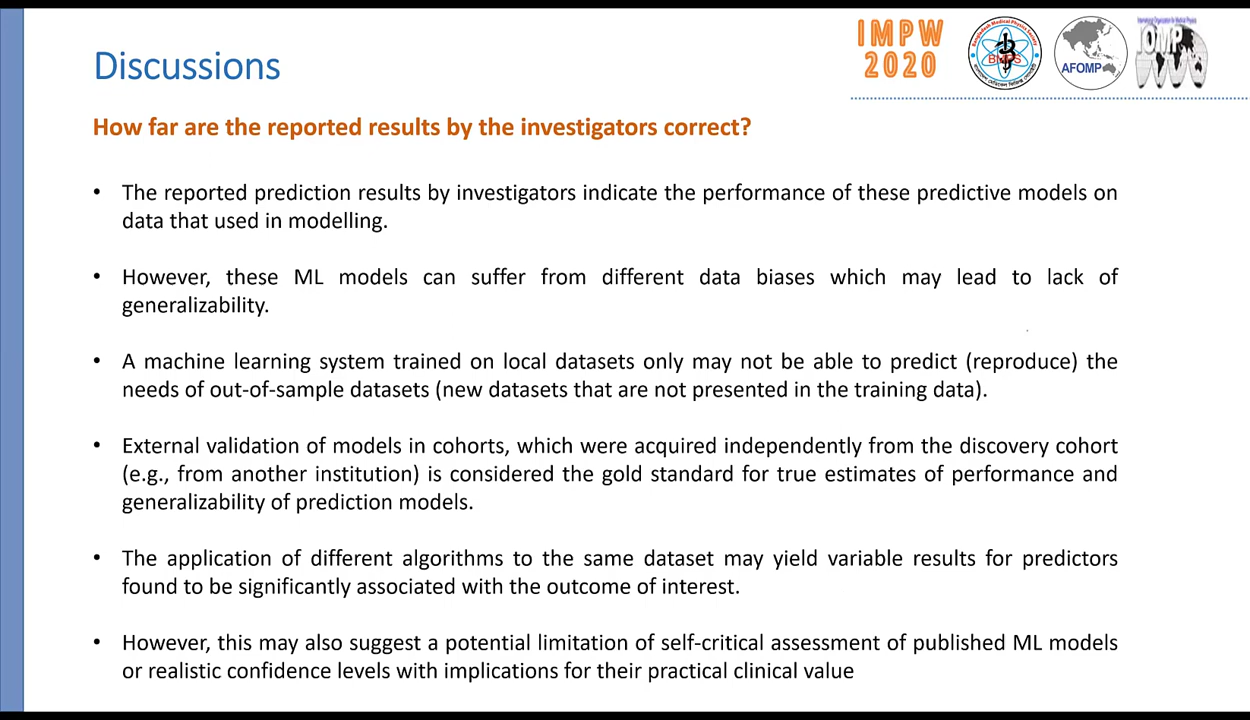 Discussions
IMPW
2020
BMPS
AFOMP
IOMP
How far are the reported results by the investigators correct?
• The reported prediction results by investigators indicate the performance of these predictive models on
data that used in modelling.
• However, these ML models can suffer from different data biases which may lead to lack of
generalizability.
• A machine learning system trained on local datasets only may not be able to predict (reproduce) the
needs of out-of-sample datasets (new datasets that are not presented in the training data).
• External validation of models in cohorts, which were acquired independently from the discovery cohort
(e.g., from another institution) is considered the gold standard for true estimates of performance and
generalizability of prediction models.
• The application of different algorithms to the same dataset may yield variable results for predictors
found to be significantly associated with the outcome of interest.
• However, this may also suggest a potential limitation of self-critical assessment of published ML models
or realistic confidence levels with implications for their practical clinical value